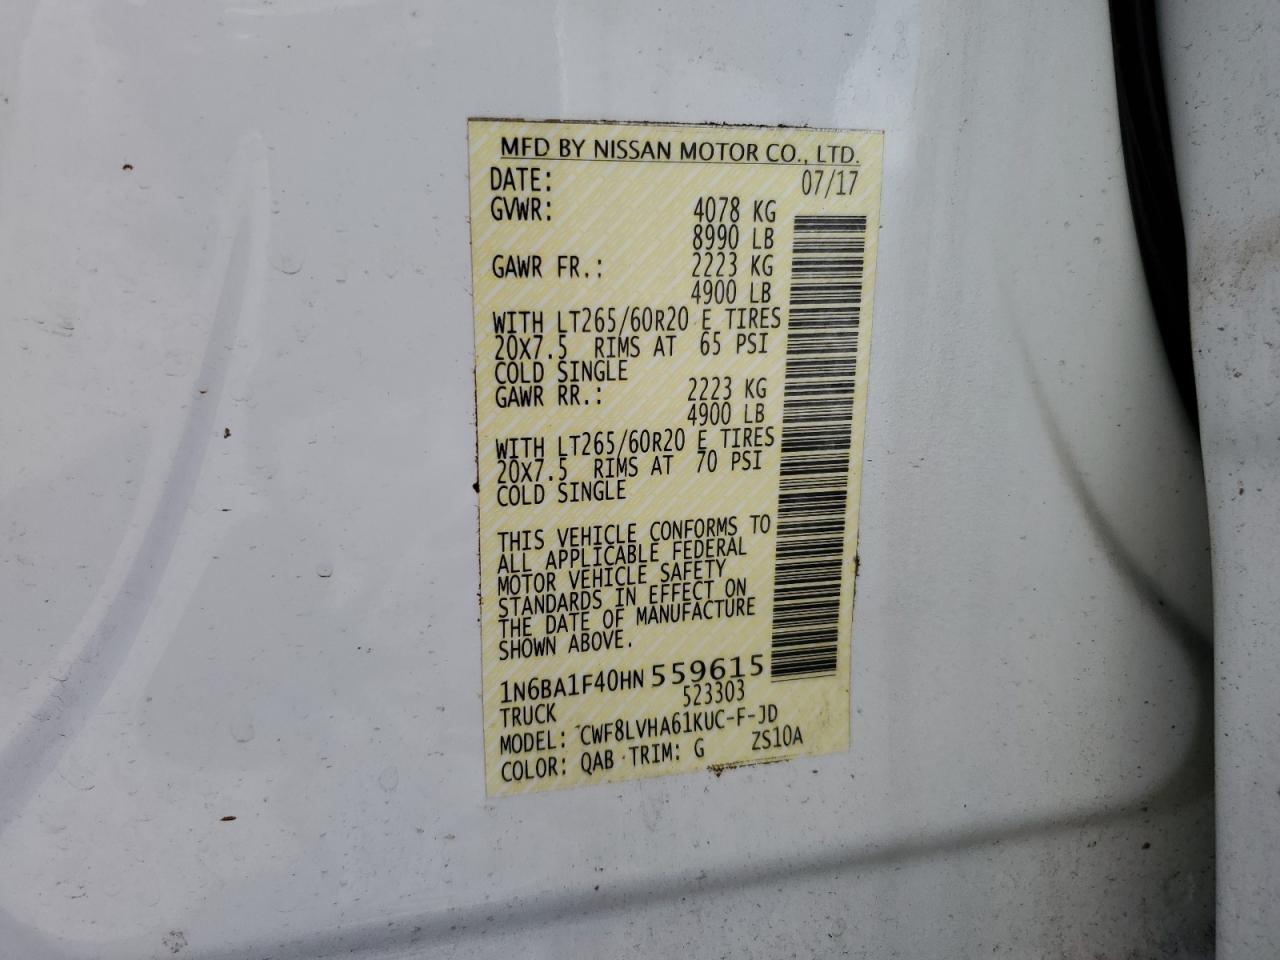 MFD BY NISSAN MOTOR CO., LTD.
DATE: 07/17
GVWR: 4078 KG
8990 LB
GAWR FR.: 2223 KG
4900 LB
WITH LT265/60R20 E TIRES
20X7.5 RIMS AT 65 PSI
COLD SINGLE
GAWR RR.: 2223 KG
4900 LB
WITH LT265/60R20 E TIRES
20X7.5 RIMS AT 70 PSI
COLD SINGLE
THIS VEHICLE CONFORMS TO
ALL APPLICABLE FEDERAL
MOTOR VEHICLE SAFETY
STANDARDS IN EFFECT ON
THE DATE OF MANUFACTURE
SHOWN ABOVE.
1N6BA1F40HN559615
TRUCK 523303
MODEL: CWF8LVHA61KUC-F-JD
COLOR: QAB TRIM: G ZS10A